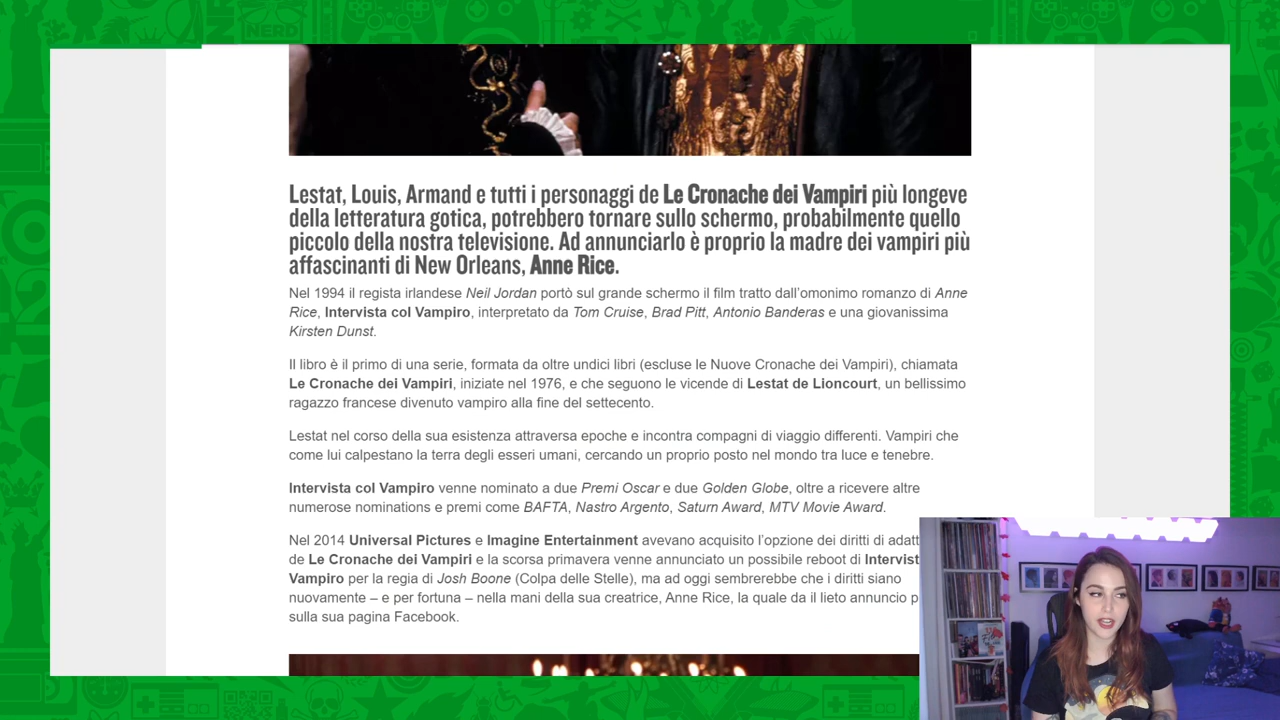 NERD
Lestat, Louis, Armand e tutti i personaggi de Le Cronache dei Vampiri più longeve
della letteratura gotica, potrebbero tornare sullo schermo, probabilmente quello
piccolo della nostra televisione. Ad annunciarlo è proprio la madre dei vampiri più
affascinanti di New Orleans, Anne Rice.
Nel 1994 il regista irlandese Neil Jordan portò sul grande schermo il film tratto dall'omonimo romanzo di Anne
Rice, Intervista col Vampiro, interpretato da Tom Cruise, Brad Pitt, Antonio Banderas e una giovanissima
Kirsten Dunst.
Il libro è il primo di una serie, formata da oltre undici libri (escluse le Nuove Cronache dei Vampiri), chiamata
Le Cronache dei Vampiri, iniziate nel 1976, e che seguono le vicende di Lestat de Lioncourt, un bellissimo
ragazzo francese divenuto vampiro alla fine del settecento.
Lestat nel corso della sua esistenza attraversa epoche e incontra compagni di viaggio differenti. Vampiri che
come lui calpestano la terra degli esseri umani, cercando un proprio posto nel mondo tra luce e tenebre.
Intervista col Vampiro venne nominato a due Premi Oscar e due Golden Globe, oltre a ricevere altre
numerose nominations e premi come BAFTA, Nastro Argento, Saturn Award, MTV Movie Award.
Nel 2014 Universal Pictures e Imagine Entertainment avevano acquisito l'opzione dei diritti di adatt
de Le Cronache dei Vampiri e la scorsa primavera venne annunciato un possibile reboot di Intervist
Vampiro per la regia di Josh Boone (Colpa delle Stelle), ma ad oggi sembrerebbe che i diritti siano
nuovamente – e per fortuna – nella mani della sua creatrice, Anne Rice, la quale da il lieto annuncio p
sulla sua pagina Facebook.